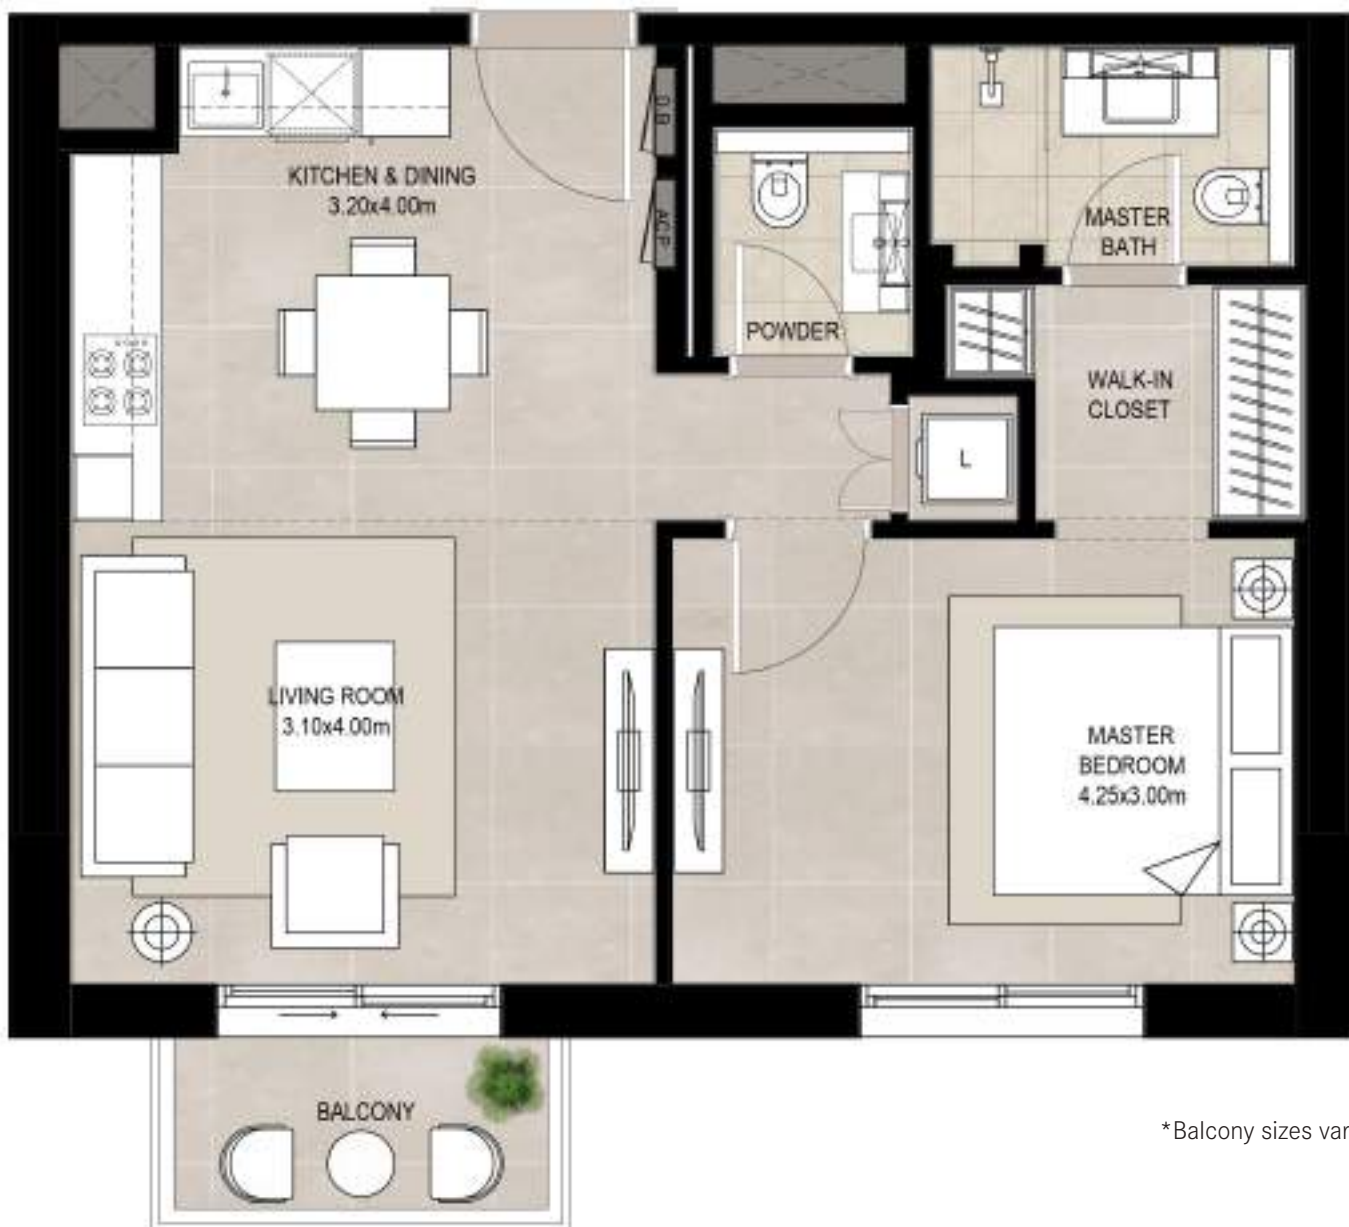 D.B
KITCHEN & DINING
3.20x4.00m
AC.P
MASTER
BATH
POWDER
WALK-IN
CLOSET
L
LIVING ROOM
3.10x4.00m
MASTER
BEDROOM
4.25x3.00m
BALCONY
*Balcony sizes var